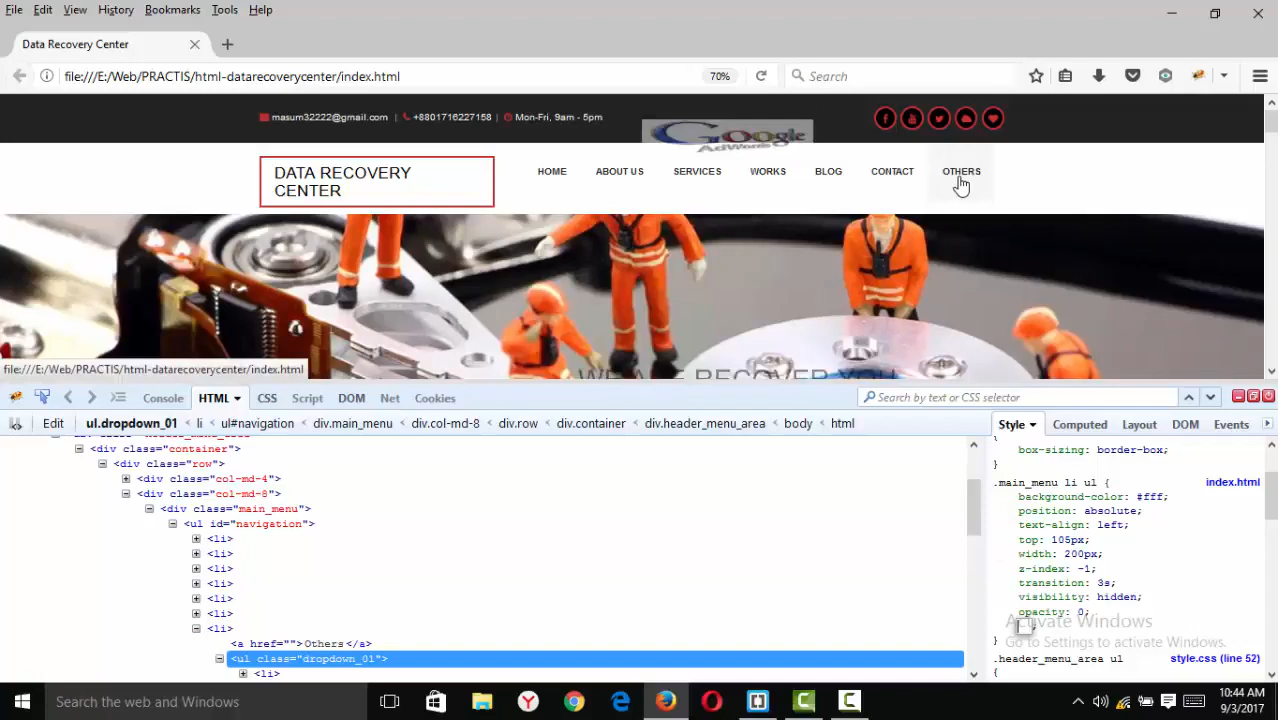 File Edit View History Bookmarks Tools Help
Data Recovery Center
file:///E:/Web/PRACTIS/html-datarecoverycenter/index.html 70% Search
masum32222@gmail.com | +8801716227158 | Mon-Fri, 9am - 5pm
Google
AdWords
DATA RECOVERY
CENTER
HOME ABOUT US SERVICES WORKS BLOG CONTACT OTHERS
WE ARE RECOVER YOU
file:///E:/Web/PRACTIS/html-datarecoverycenter/index.html
Console HTML CSS Script DOM Net Cookies Search by text or CSS selector
Edit ul.dropdown_01 < li < ul#navigation < div.main_menu < div.col-md-8 < div.row < div.container < div.header_menu_area < body < html
Style Computed Layout DOM Events
<div class="container">
<div class="row">
<div class="col-md-4">
<div class="col-md-8">
<div class="main_menu">
<ul id="navigation">
<li>
<li>
<li>
<li>
<li>
<li>
<li>
<a href="">Others</a>
<ul class="dropdown_01">
<li>
box-sizing: border-box;
}
.main_menu li ul { index.html
background-color: #fff;
position: absolute;
text-align: left;
top: 105px;
width: 200px;
z-index: -1;
transition: 3s;
visibility: hidden;
opacity: 0;
;
}
.header_menu_area ul style.css (line 52)
{
Activate Windows
Go to Settings to activate Windows.
Search the web and Windows
10:44 AM
9/3/2017